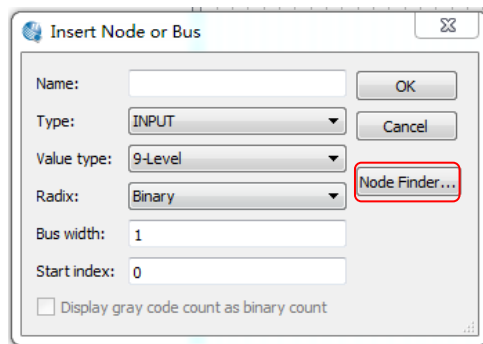 Insert Node or Bus
Name:
OK
Type: INPUT
Cancel
Value type: 9-Level
Node Finder...
Radix: Binary
Bus width: 1
Start index: 0
Display gray code count as binary count